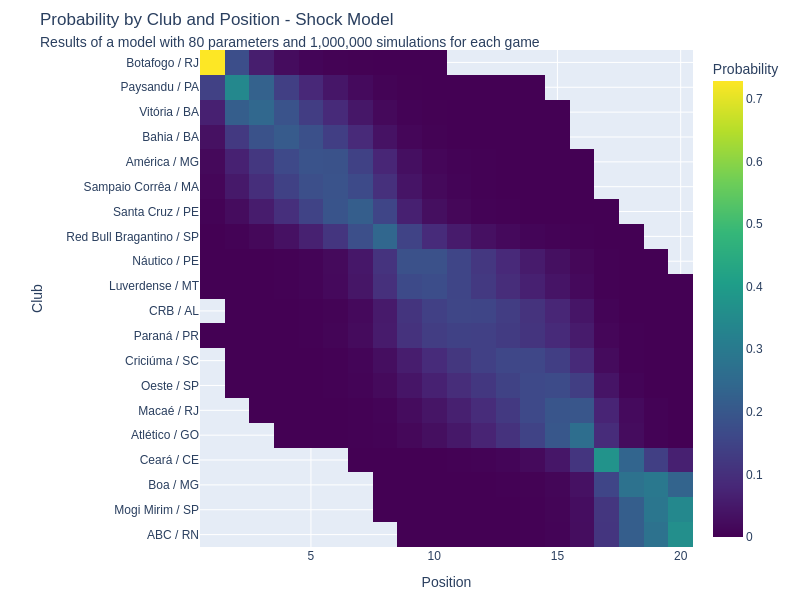 Probability by Club and Position - Shock Model
Results of a model with 80 parameters and 1,000,000 simulations for each game
Probability
Botafogo / RJ
Paysandu / PA
Vitória / BA
Bahia / BA
América / MG
Sampaio Corrêa / MA
Santa Cruz / PE
Red Bull Bragantino / SP
Náutico / PE
Luverdense / MT
CRB / AL
Paraná / PR
Criciúma / SC
Oeste / SP
Macaé / RJ
Atlético / GO
Ceará / CE
Boa / MG
Mogi Mirim / SP
ABC / RN
Club
5
10
15
20
Position
0.7
0.6
0.5
0.4
0.3
0.2
0.1
0